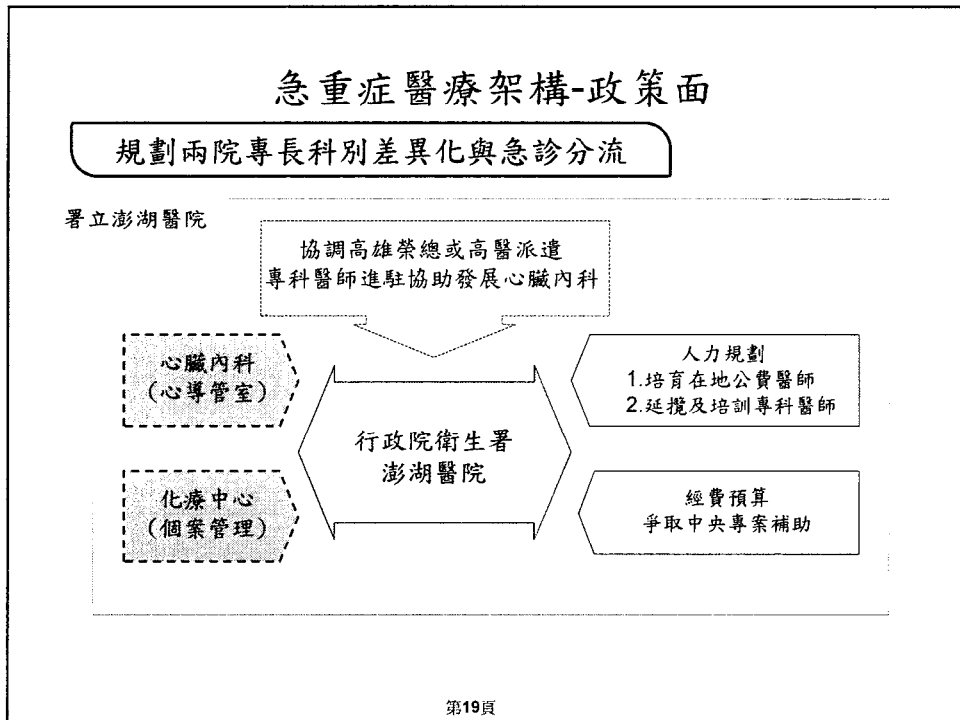 急重症醫療架構-政策面
規劃兩院專長科別差異化與急診分流
署立澎湖醫院
協調高雄榮總或高醫派遣
專科醫師進駐協助發展心臟內科
心臟內科
(心導管室)
人力規劃
1.培育在地公費醫師
2.延攬及培訓專科醫師
行政院衛生署
澎湖醫院
化療中心
(個案管理)
經費預算
爭取中央專案補助
第19頁